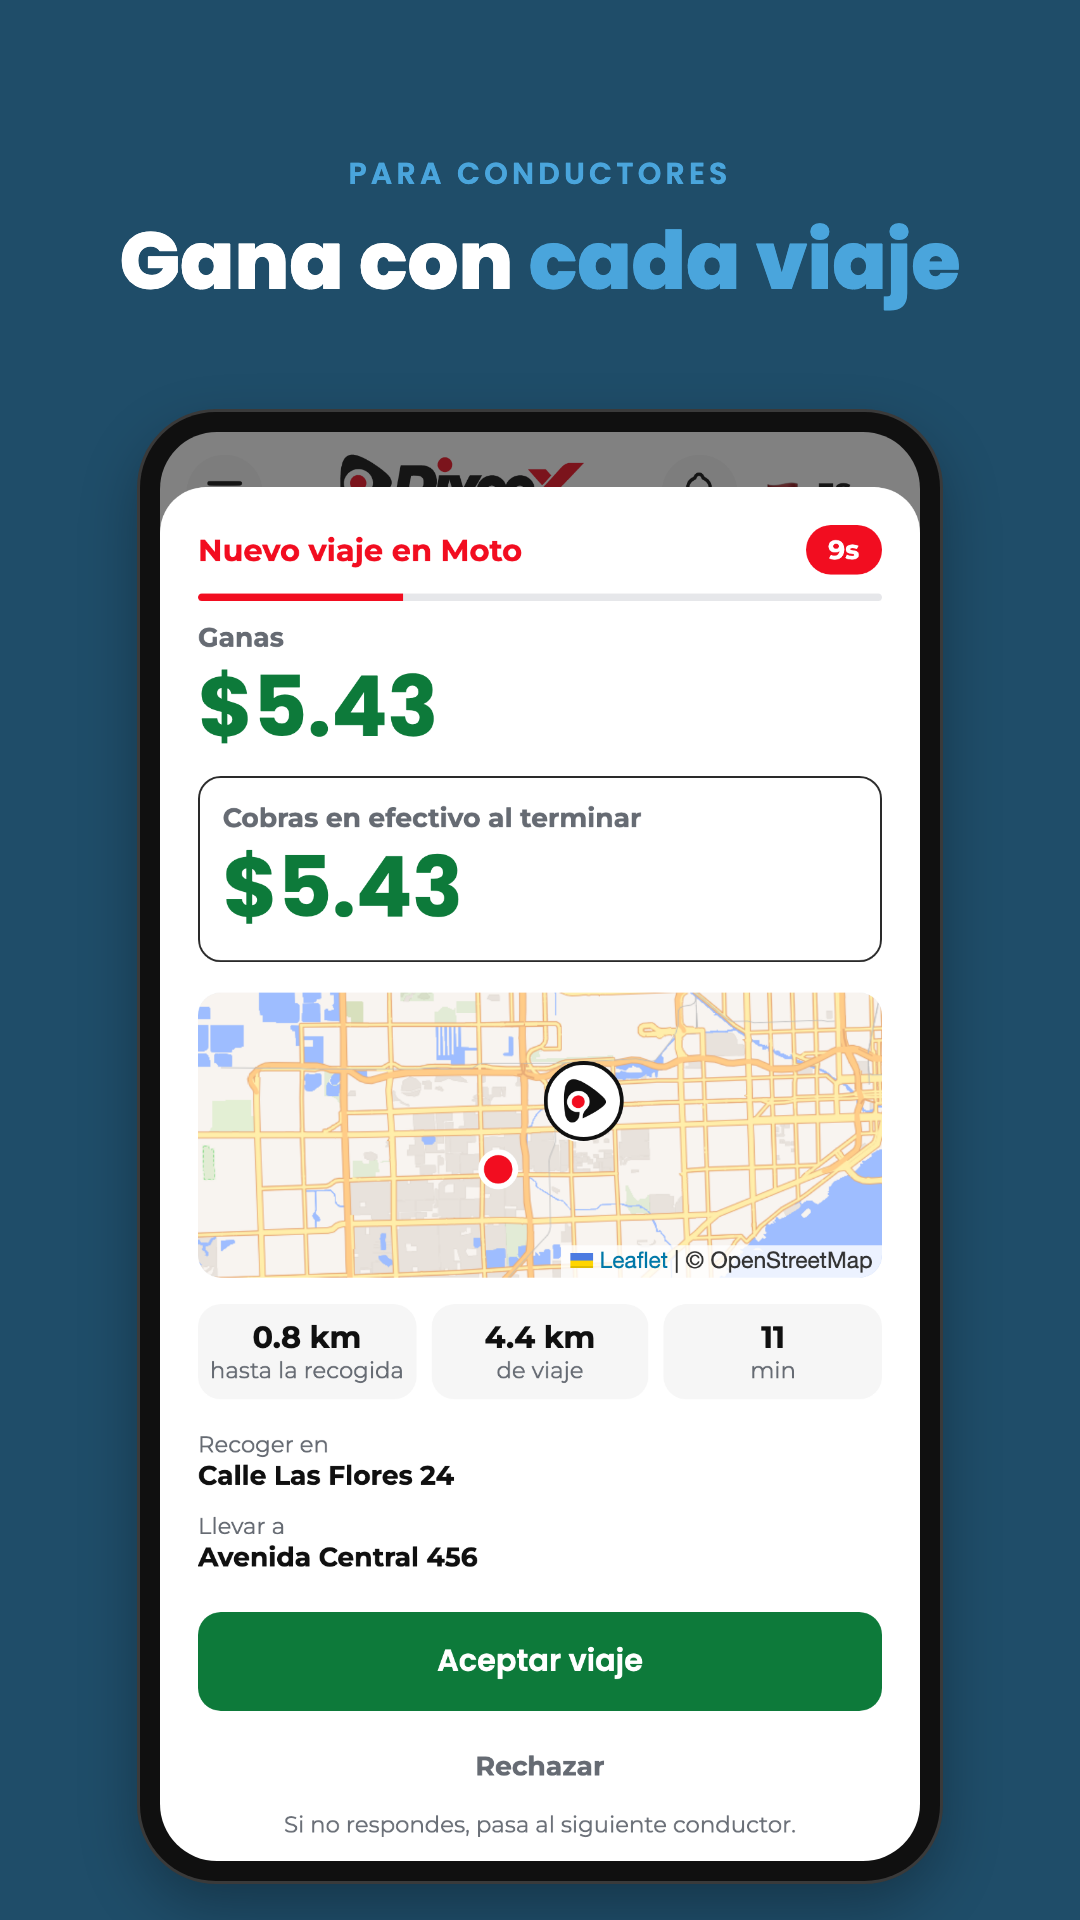 PARA CONDUCTORES
Gana con cada viaje
Nuevo viaje en Moto
9s
Ganas
$5.43
Cobras en efectivo al terminar
$5.43
Leaflet | © OpenStreetMap
0.8 km
hasta la recogida
4.4 km
de viaje
11
min
Recoger en
Calle Las Flores 24
Llevar a
Avenida Central 456
Aceptar viaje
Rechazar
Si no respondes, pasa al siguiente conductor.